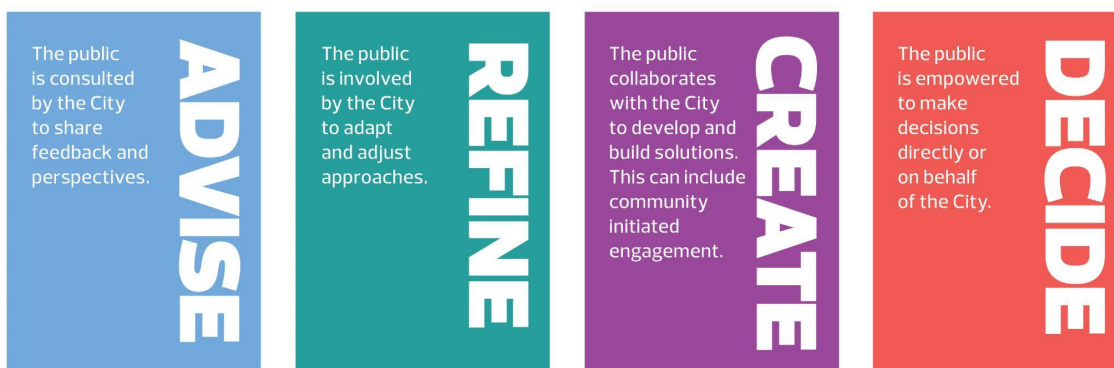 The public
is consulted
by the City
to share
feedback and
perspectives.
ADVISE
The public
is involved
by the City
to adapt
and adjust
approaches.
REFINE
The public
collaborates
with the City
to develop and
build solutions.
This can include
community
initiated
engagement.
CREATE
The public
is empowered
to make
decisions
directly or
on behalf
of the City.
DECIDE